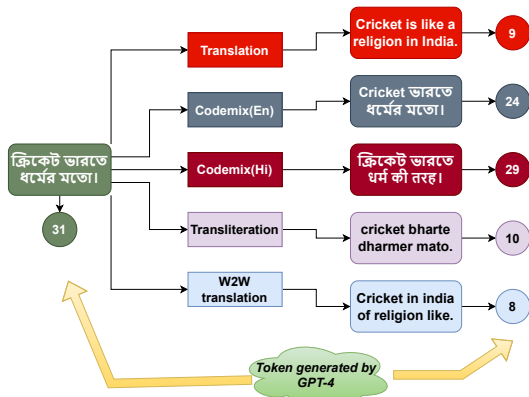 ক্রিকেট ভারতে
ধর্মের মতো।
31
Translation
Cricket is like a
religion in India.
9
Codemix(En)
Cricket ভারতে
ধর্মের মতো।
24
Codemix(Hi)
ক্রিকেট ভারতে
धर्म की तरह।
29
Transliteration
cricket bharte
dharmer mato.
10
W2W
translation
Cricket in india
of religion like.
8
Token generated by
GPT-4